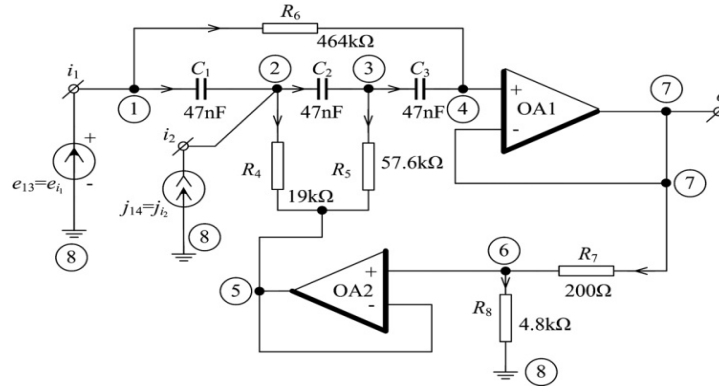 R6
464kΩ
i1
C1
2
C2
3
C3
+
OA1
-
7
o
1
47nF
47nF
47nF
4
i2
+
-
e13=ei1
R4
R5
57.6kΩ
7
j14=ji2
19kΩ
8
8
6
R7
5
+
OA2
-
200Ω
R8
4.8kΩ
8